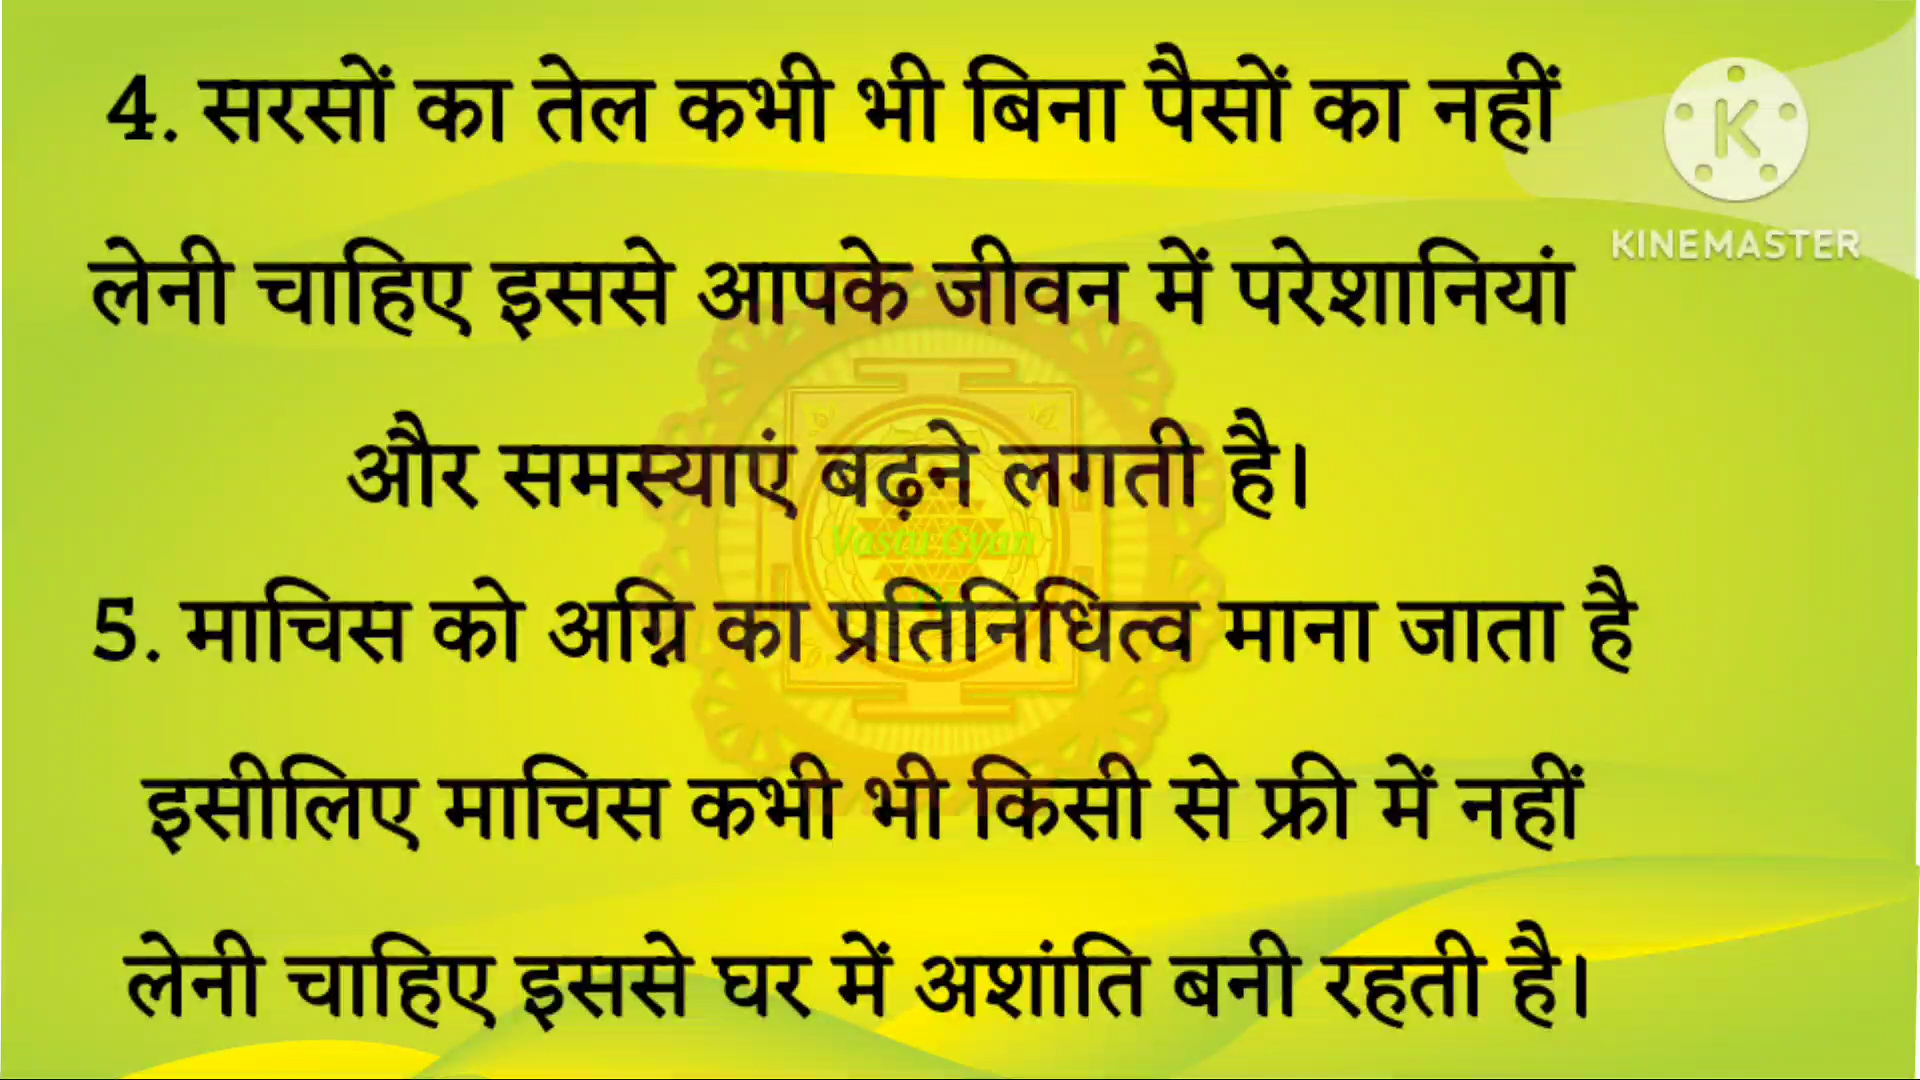 4. सरसों का तेल कभी भी बिना पैसों का नहीं
लेनी चाहिए इससे आपके जीवन में परेशानियां
और समस्याएं बढ़ने लगती है।
5. माचिस को अग्नि का प्रतिनिधित्व माना जाता है
इसीलिए माचिस कभी भी किसी से फ्री में नहीं
लेनी चाहिए इससे घर में अशांति बनी रहती है।
K
KINEMASTER
Vastu Gyan